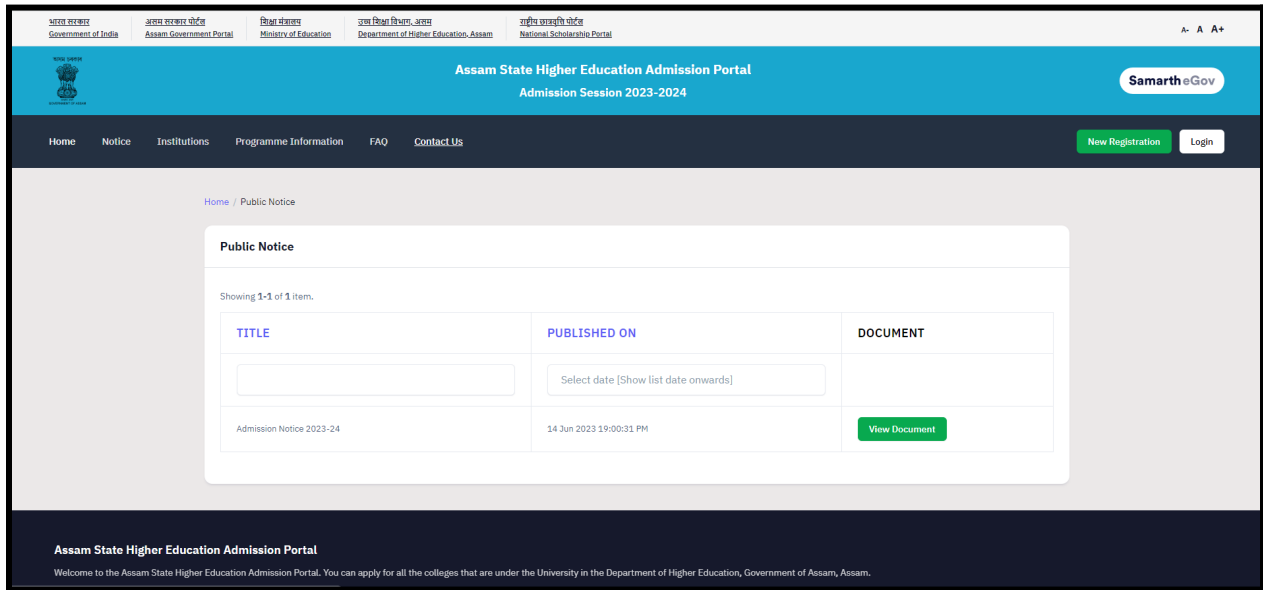 भारत सरकार
Government of India
असम सरकार पोर्टल
Assam Government Portal
शिक्षा मंत्रालय
Ministry of Education
उच्च शिक्षा विभाग, असम
Department of Higher Education, Assam
राष्ट्रीय छात्रवृत्ति पोर्टल
National Scholarship Portal
A- A A+
Assam State Higher Education Admission Portal
Admission Session 2023-2024
Samarth eGov
Home Notice Institutions Programme Information FAQ Contact Us New Registration Login
Home / Public Notice
Public Notice
Showing 1-1 of 1 item.
TITLE PUBLISHED ON DOCUMENT
Select date [Show list date onwards]
Admission Notice 2023-24 14 Jun 2023 19:00:31 PM View Document
Assam State Higher Education Admission Portal
Welcome to the Assam State Higher Education Admission Portal. You can apply for all the colleges that are under the University in the Department of Higher Education, Government of Assam, Assam.